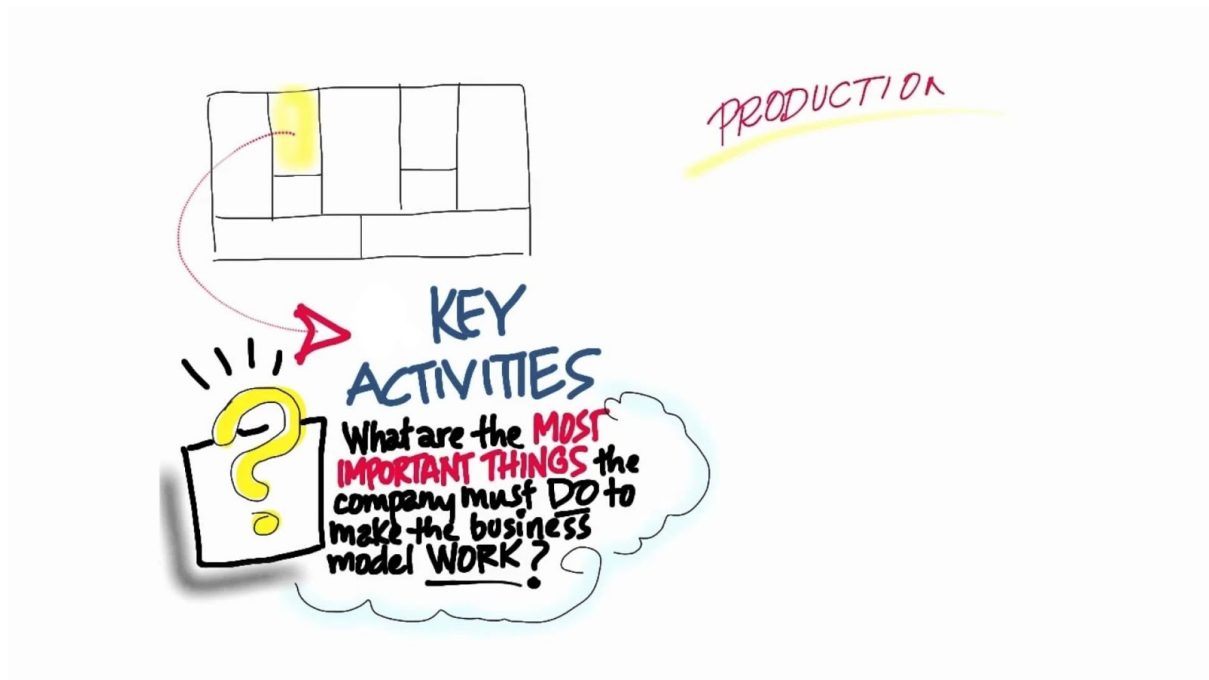 PRODUCTION
KEY
ACTIVITIES
What are the MOST
IMPORTANT THINGS the
company must DO to
make the business
model WORK?